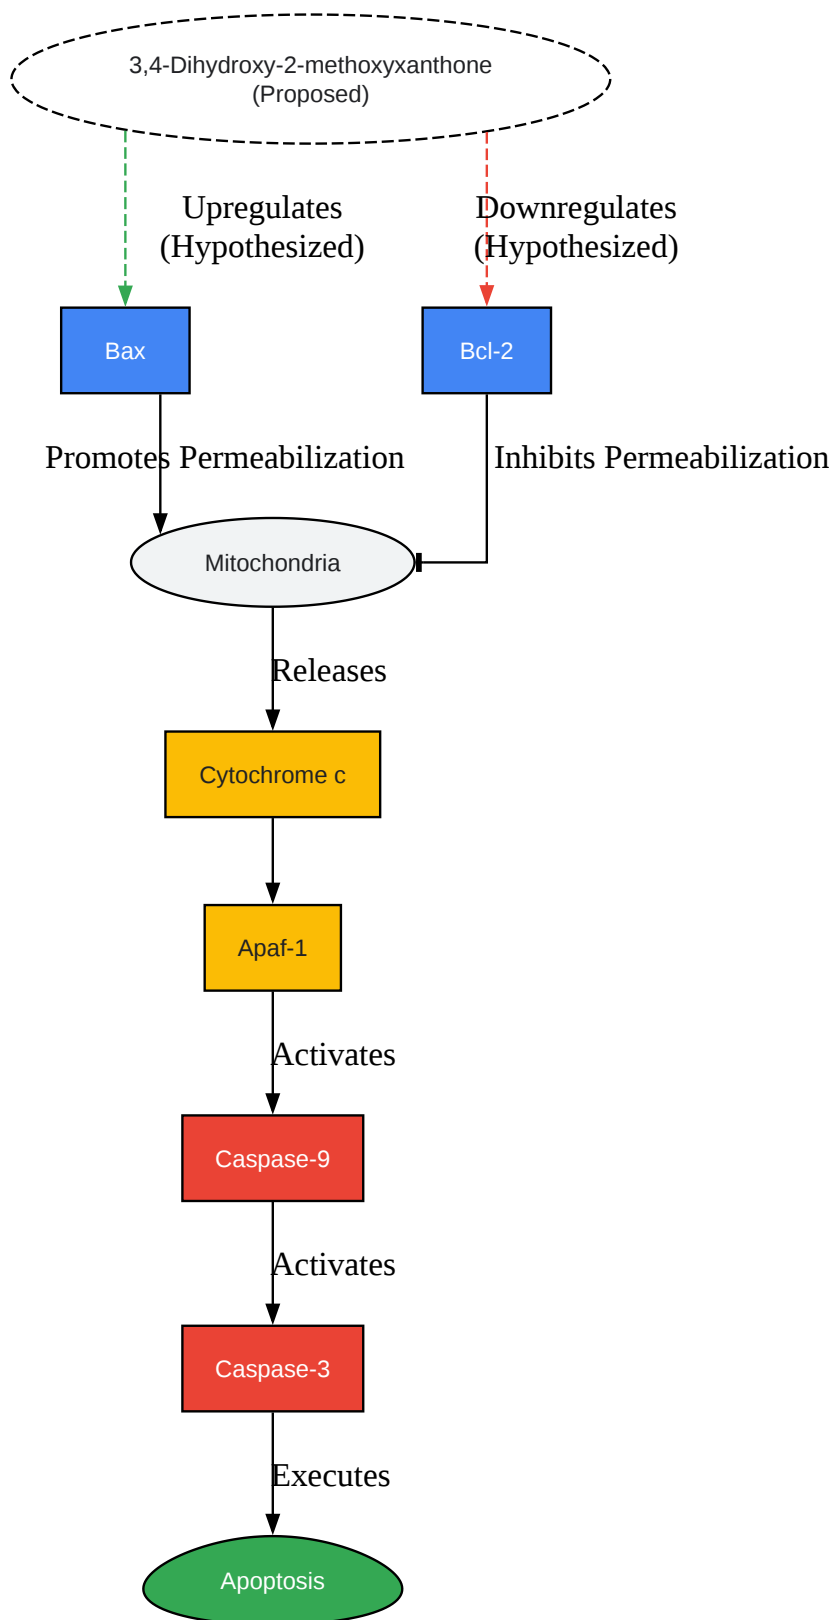 3,4-Dihydroxy-2-methoxyxanthone
(Proposed)
Upregulates
(Hypothesized)
Downregulates
(Hypothesized)
Bax
Bcl-2
Promotes Permeabilization
Inhibits Permeabilization
Mitochondria
Releases
Cytochrome c
Apaf-1
Activates
Caspase-9
Activates
Caspase-3
Executes
Apoptosis